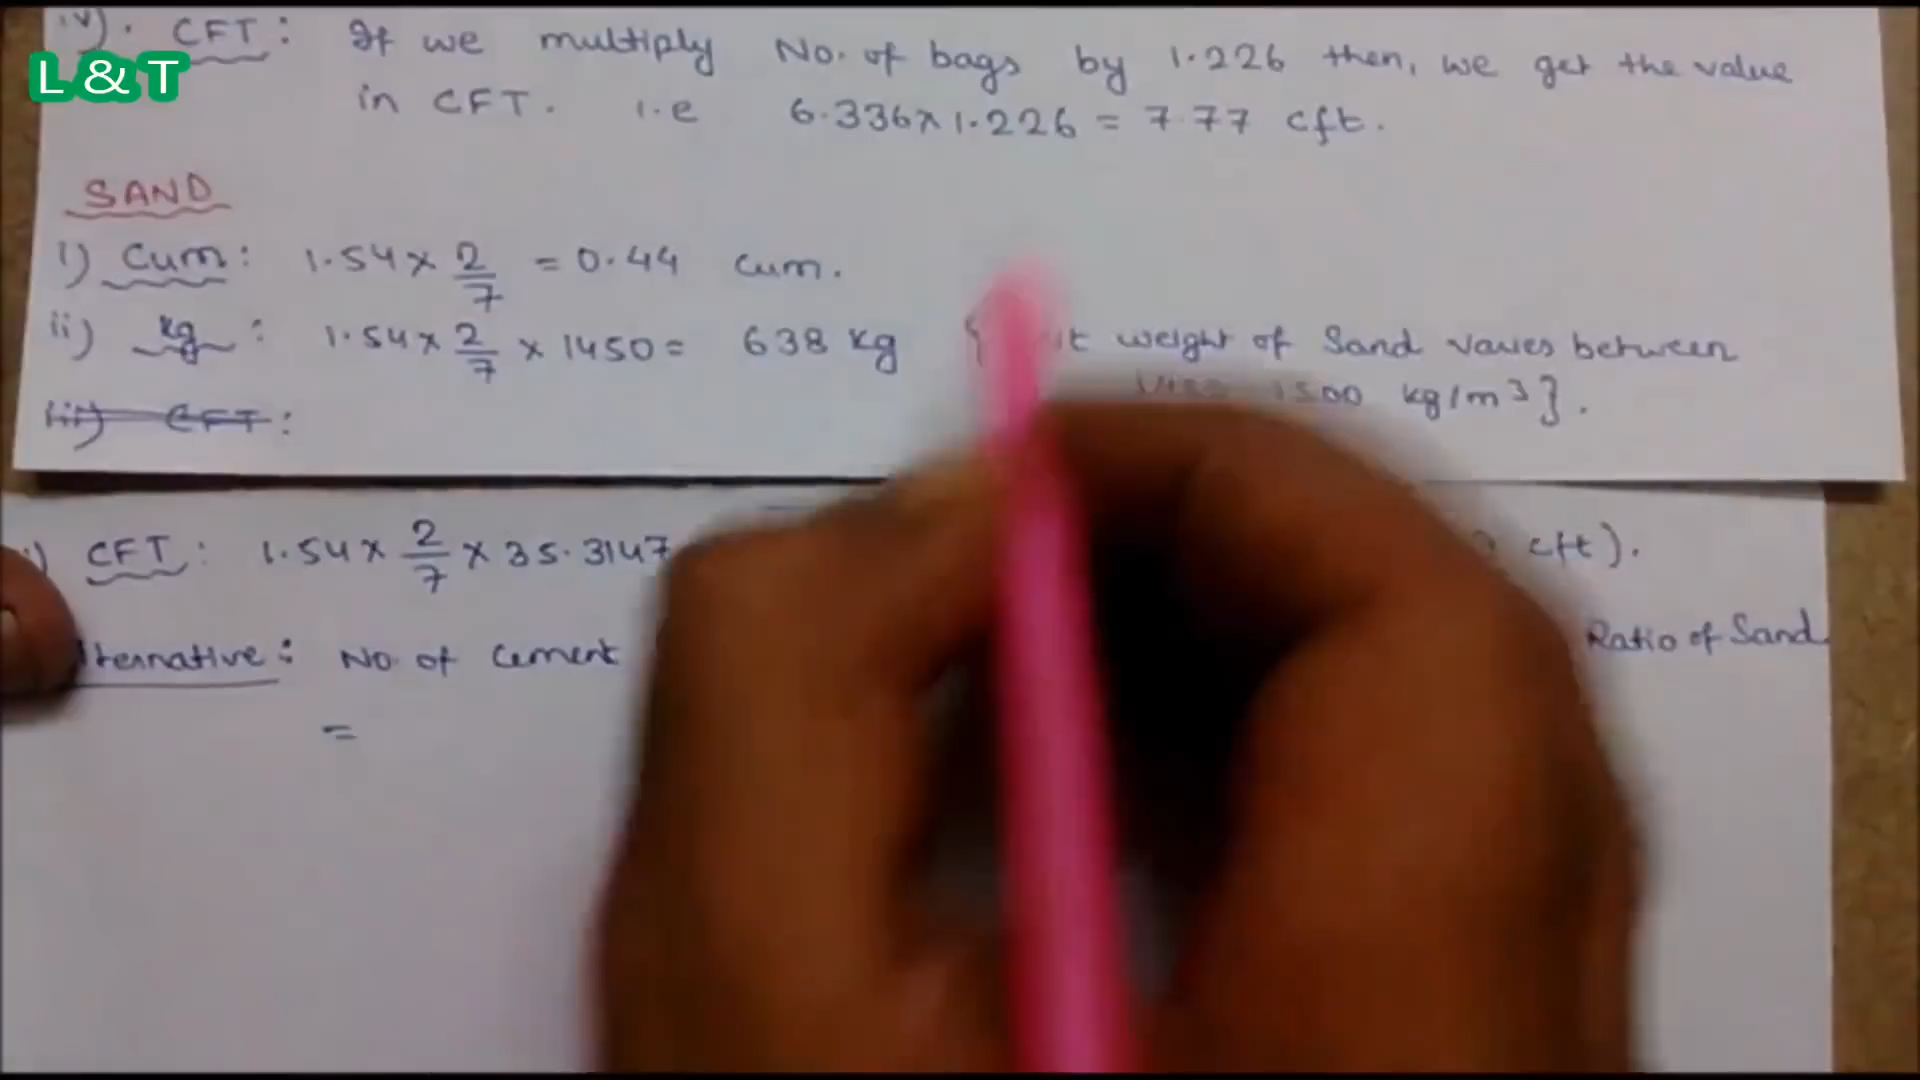 iv). CFT: If we multiply No. of bags by 1.226 then, we get the value
L & T
in CFT. i.e 6.336 x 1.226 = 7.77 cft.
SAND
i) Cum: 1.54 x 2/7 = 0.44 cum.
ii) kg: 1.54 x 2/7 x 1450 = 638 kg { weight of Sand varies between
1500 kg/m³}.
iii) CFT:
CFT: 1.54 x 2/7 x 35.3147 cft).
No. of cement Ratio of Sand
=